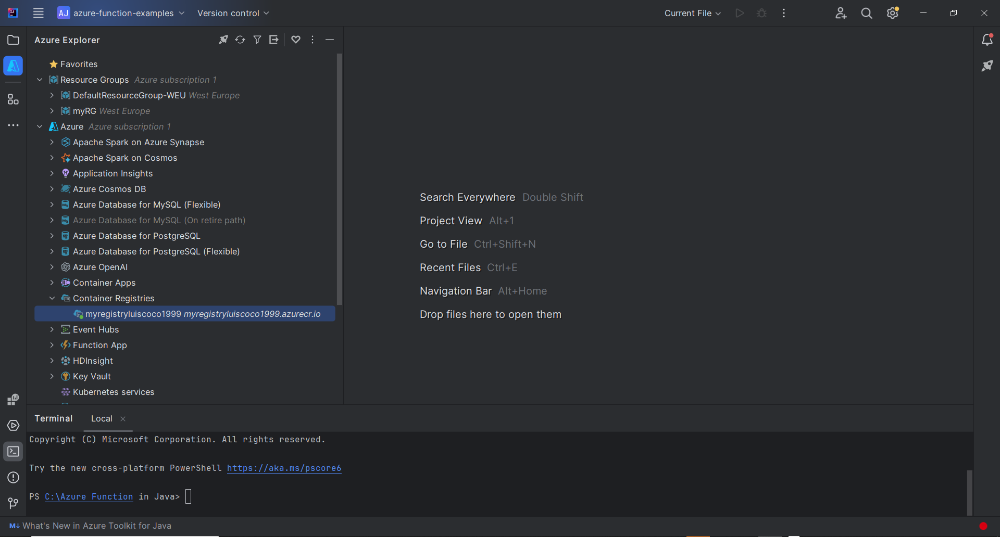 AJ azure-function-examples Version control Current File
Azure Explorer
Favorites
Resource Groups Azure subscription 1
DefaultResourceGroup-WEU West Europe
myRG West Europe
Azure Azure subscription 1
Apache Spark on Azure Synapse
Apache Spark on Cosmos
Application Insights
Azure Cosmos DB
Azure Database for MySQL (Flexible)
Azure Database for MySQL (On retire path)
Azure Database for PostgreSQL
Azure Database for PostgreSQL (Flexible)
Azure OpenAI
Container Apps
Container Registries
myregistryluiscoco1999 myregistryluiscoco1999.azurecr.io
Event Hubs
Function App
HDInsight
Key Vault
Kubernetes services
Search Everywhere Double Shift
Project View Alt+1
Go to File Ctrl+Shift+N
Recent Files Ctrl+E
Navigation Bar Alt+Home
Drop files here to open them
Terminal Local
Copyright (C) Microsoft Corporation. All rights reserved.
Try the new cross-platform PowerShell https://aka.ms/pscore6
PS C:\Azure Function in Java>
M↓ What's New in Azure Toolkit for Java